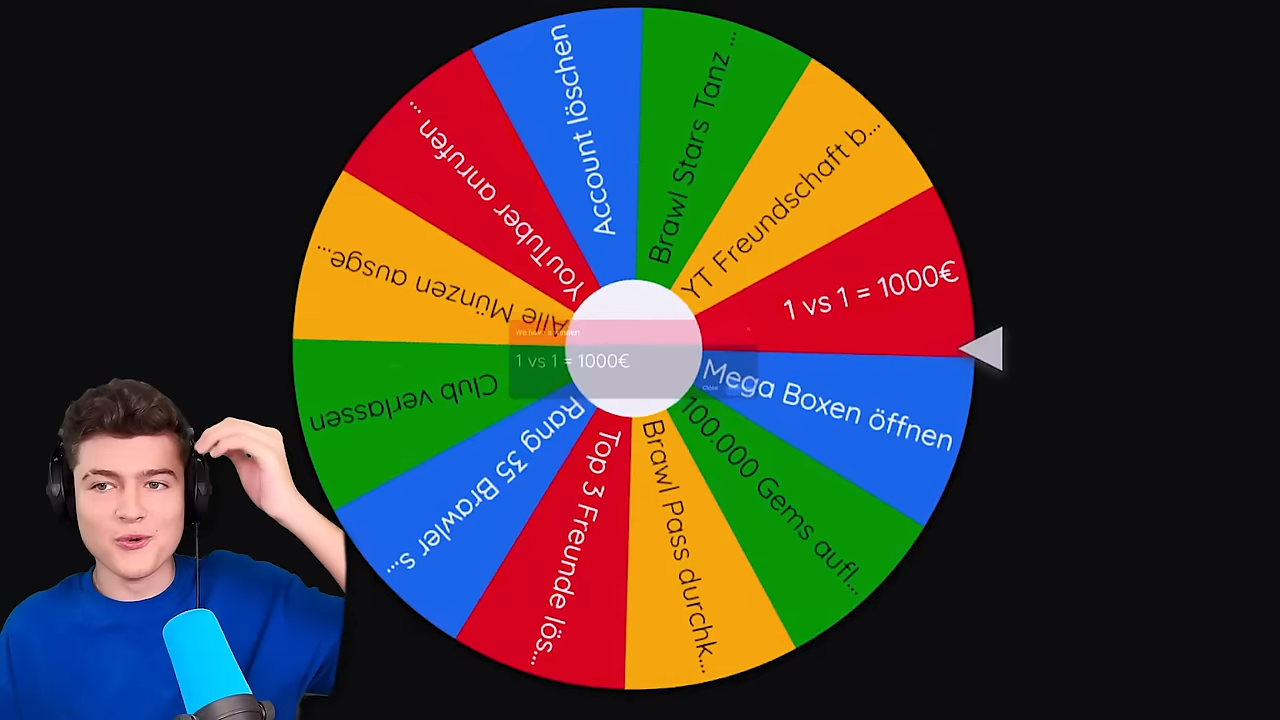 Account löschen
Brawl Stars Tanz ...
YT Freundschaft b...
1 vs 1 = 1000€
Mega Boxen öffnen
100.000 Gems aufl...
Brawl Pass durchk...
Top 3 Freunde lös...
Rang 35 Brawler s...
Club verlassen
Alle Münzen ausge...
YouTuber anrufen ...
1 vs 1 = 1000€